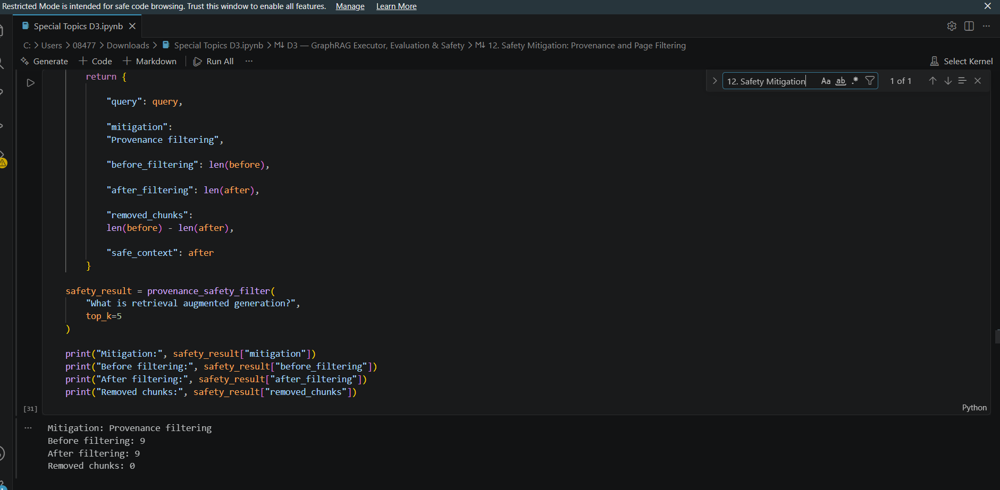 Restricted Mode is intended for safe code browsing. Trust this window to enable all features. Manage Learn More
Special Topics D3.ipynb
C: > Users > 08477 > Downloads > Special Topics D3.ipynb > M↓ D3 — GraphRAG Executor, Evaluation & Safety > M↓ 12. Safety Mitigation: Provenance and Page Filtering
Generate + Code + Markdown Run All ... Select Kernel
12. Safety Mitigation Aa ab .* 1 of 1
return {
"query": query,
"mitigation":
"Provenance filtering",
"before_filtering": len(before),
"after_filtering": len(after),
"removed_chunks":
len(before) - len(after),
"safe_context": after
}
safety_result = provenance_safety_filter(
"What is retrieval augmented generation?",
top_k=5
)
print("Mitigation:", safety_result["mitigation"])
print("Before filtering:", safety_result["before_filtering"])
print("After filtering:", safety_result["after_filtering"])
print("Removed chunks:", safety_result["removed_chunks"])
[31]
Python
... Mitigation: Provenance filtering
Before filtering: 9
After filtering: 9
Removed chunks: 0